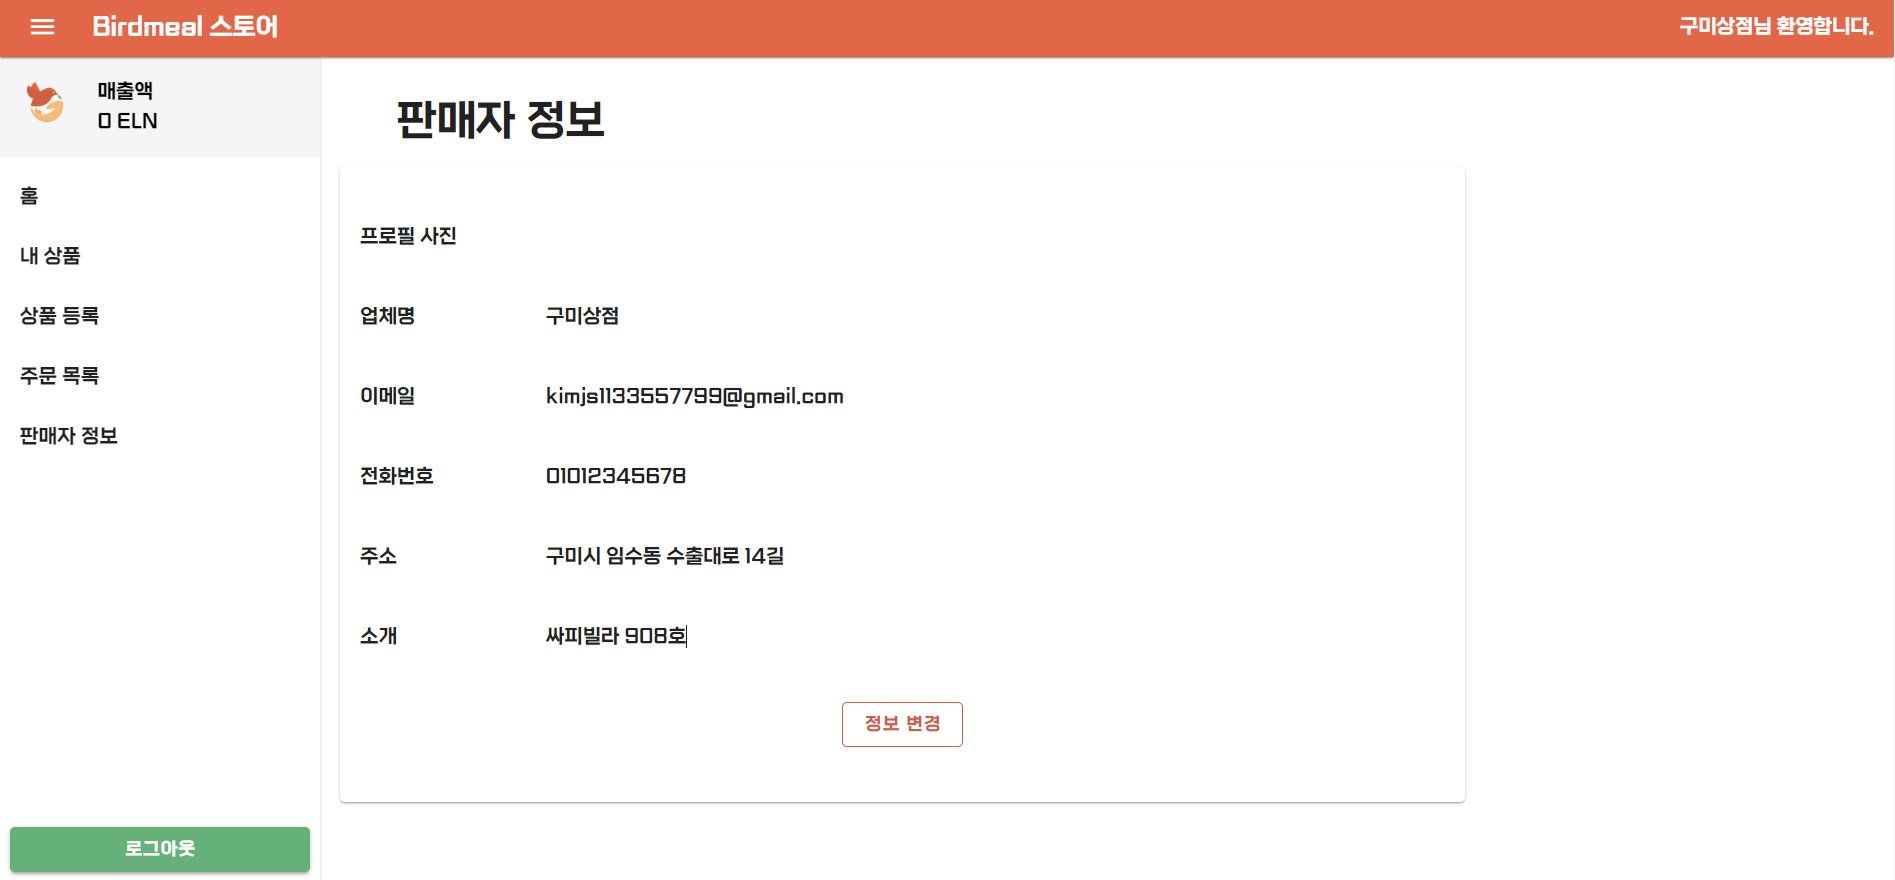 Birdmeal 스토어
구미상점님 환영합니다.
매출액
0 ELN
홈
내 상품
상품 등록
주문 목록
판매자 정보
로그아웃
판매자 정보
프로필 사진
업체명 구미상점
이메일 kimjs1133557799@gmail.com
전화번호 01012345678
주소 구미시 임수동 수출대로 14길
소개 싸피빌라 908호
정보 변경